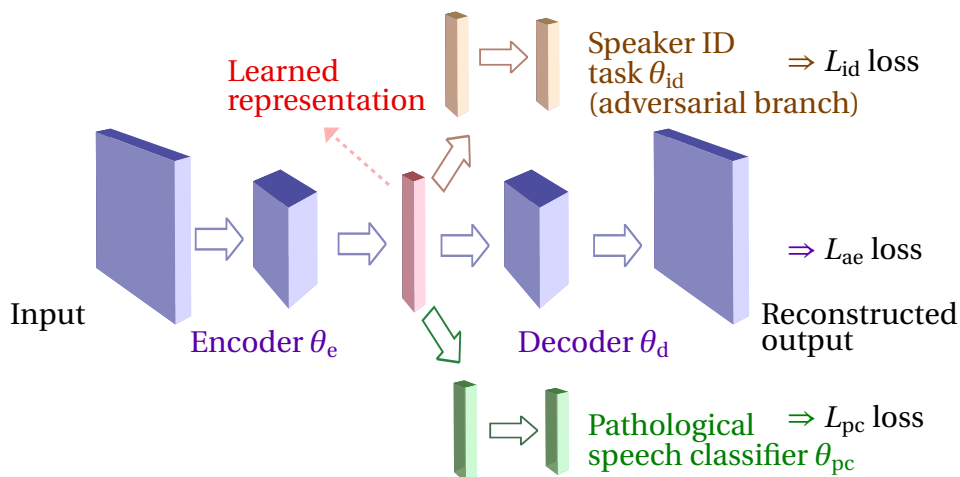 Speaker ID
task θid
(adversarial branch)
⇒ Lid loss
Learned
representation
Input
Encoder θe
Decoder θd
⇒ Lae loss
Reconstructed
output
Pathological
speech classifier θpc
⇒ Lpc loss